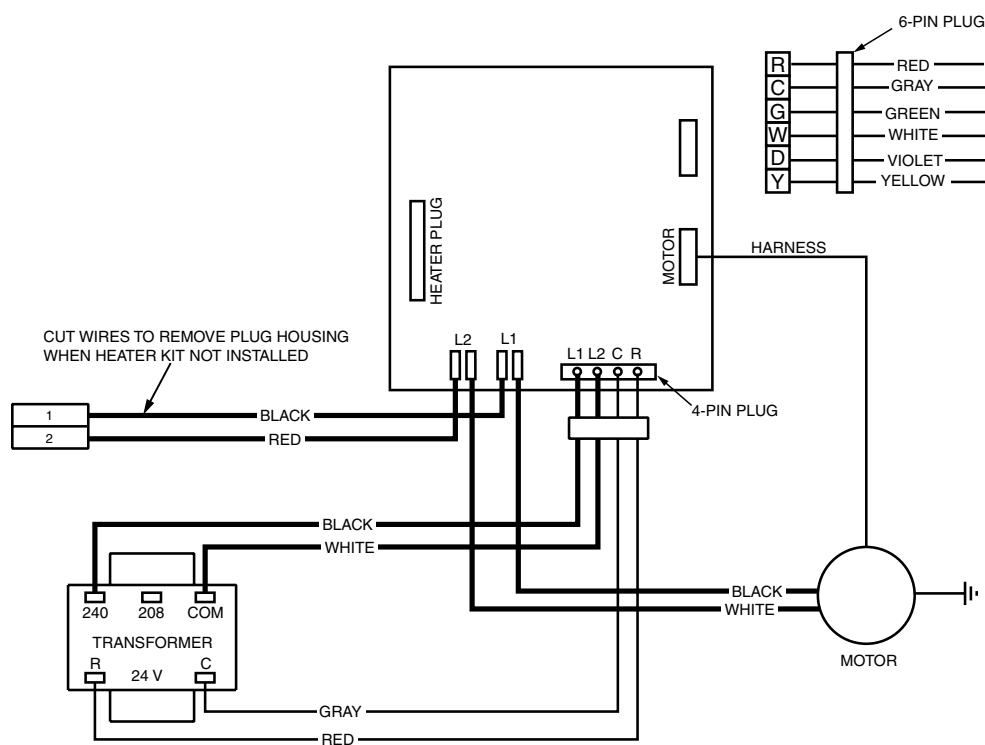 6-PIN PLUG
R RED
C GRAY
G GREEN
W WHITE
D VIOLET
Y YELLOW
HEATER PLUG
MOTOR
HARNESS
CUT WIRES TO REMOVE PLUG HOUSING
WHEN HEATER KIT NOT INSTALLED
L2 L1
L1 L2 C R
4-PIN PLUG
1 BLACK
2 RED
BLACK
WHITE
BLACK
WHITE
240 208 COM
TRANSFORMER
R 24 V C
MOTOR
GRAY
RED